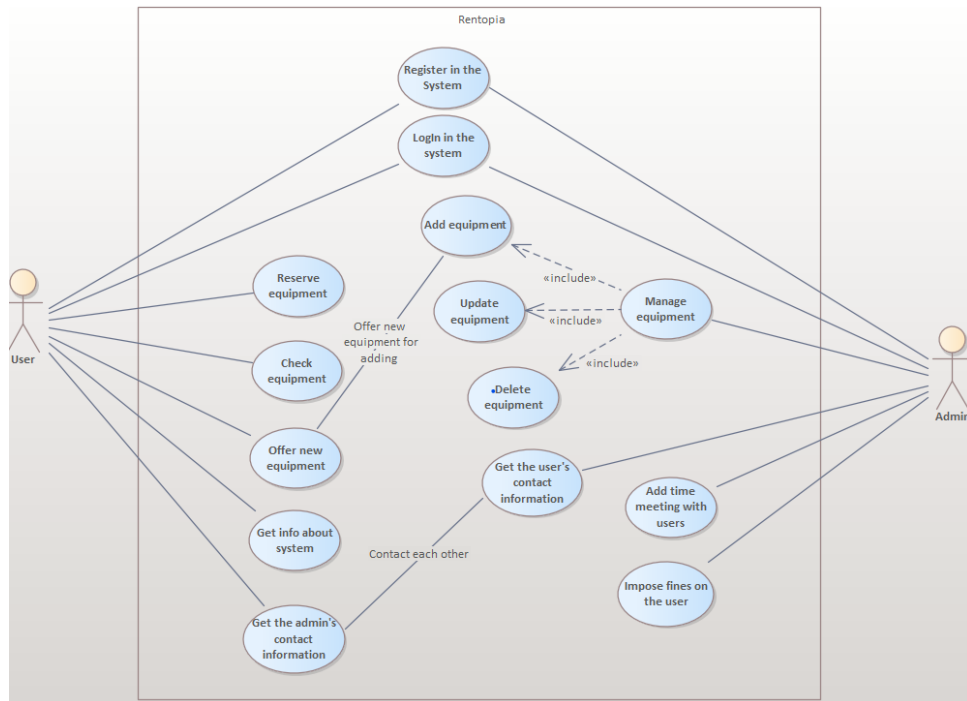 Rentopia
Register in the
System
LogIn in the
system
Add equipment
«include»
Reserve
equipment
Update
equipment
«include»
Manage
equipment
User
Offer new
equipment for
adding
Check
equipment
«include»
Delete
equipment
Admin
Offer new
equipment
Get the user's
contact
information
Add time
meeting with
users
Get info about
system
Contact each other
Impose fines on
the user
Get the admin's
contact
information